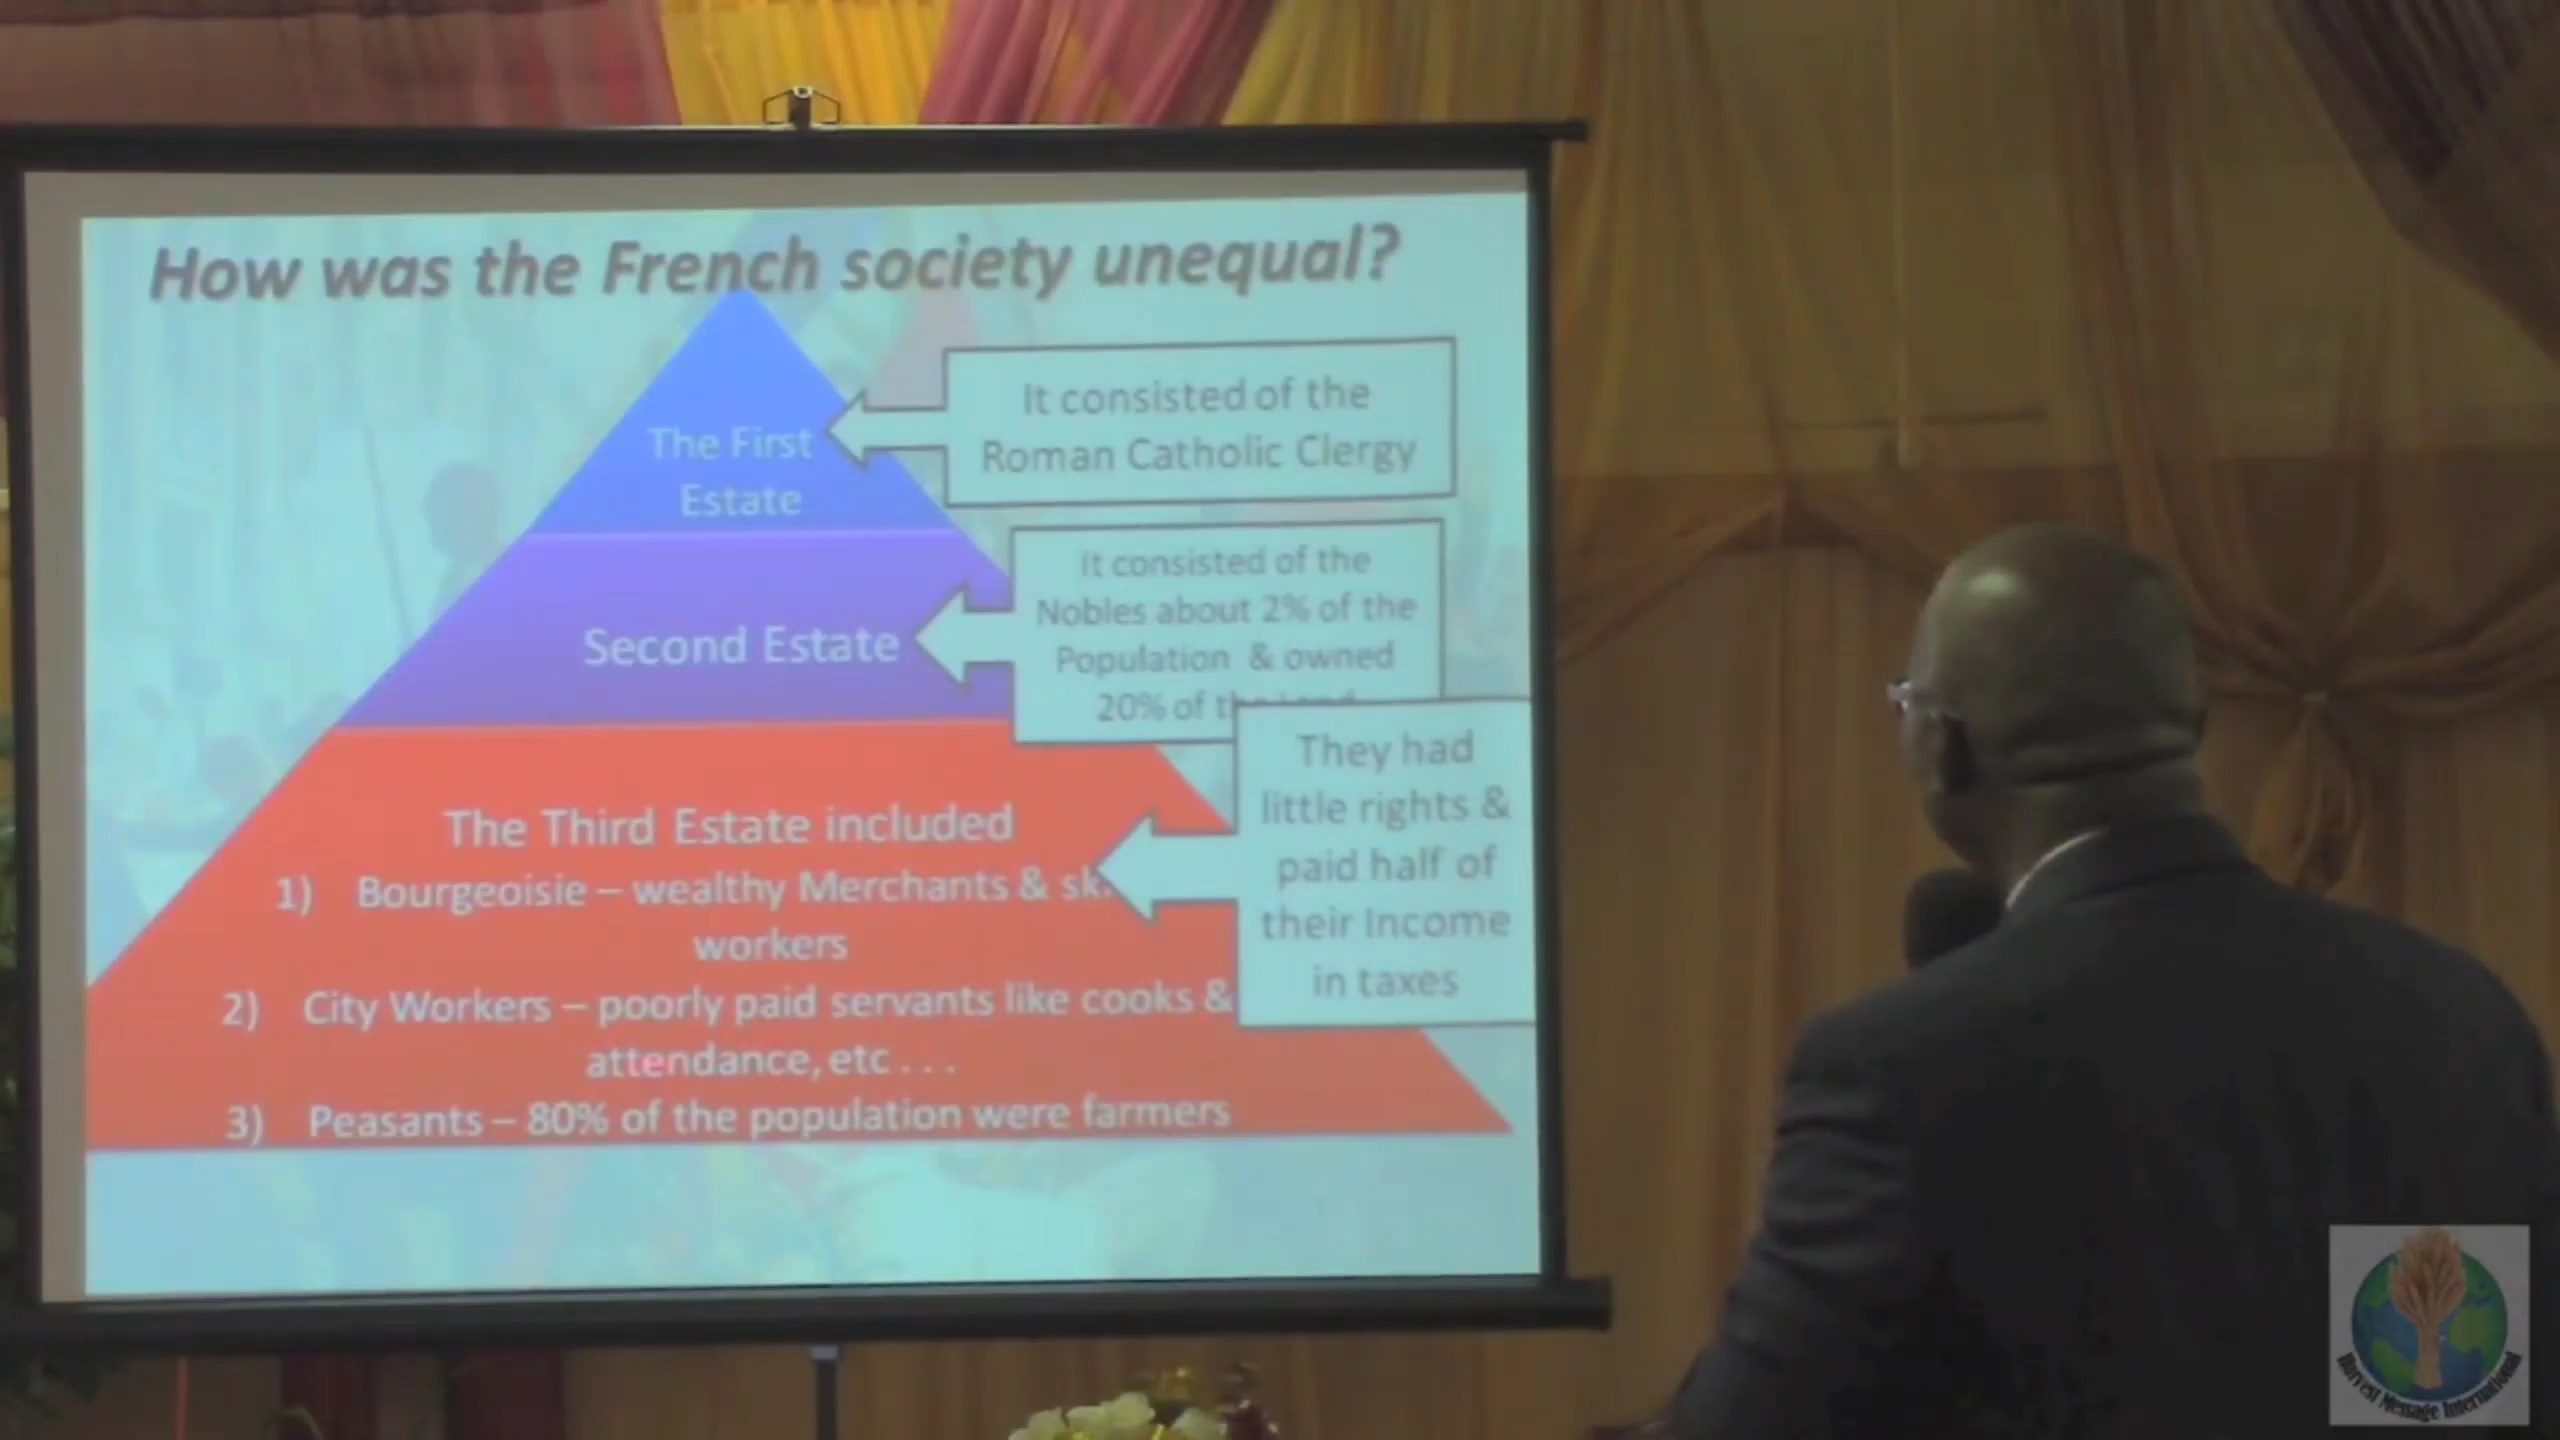 How was the French society unequal?
The First
Estate
It consisted of the
Roman Catholic Clergy
Second Estate
It consisted of the
Nobles about 2% of the
Population & owned
20% of
They had
little rights &
paid half of
their Income
in taxes
The Third Estate included
1) Bourgeoisie – wealthy Merchants &
workers
2) City Workers – poorly paid servants like cooks &
attendance, etc . . .
3) Peasants – 80% of the population were farmers
Harvest Message International